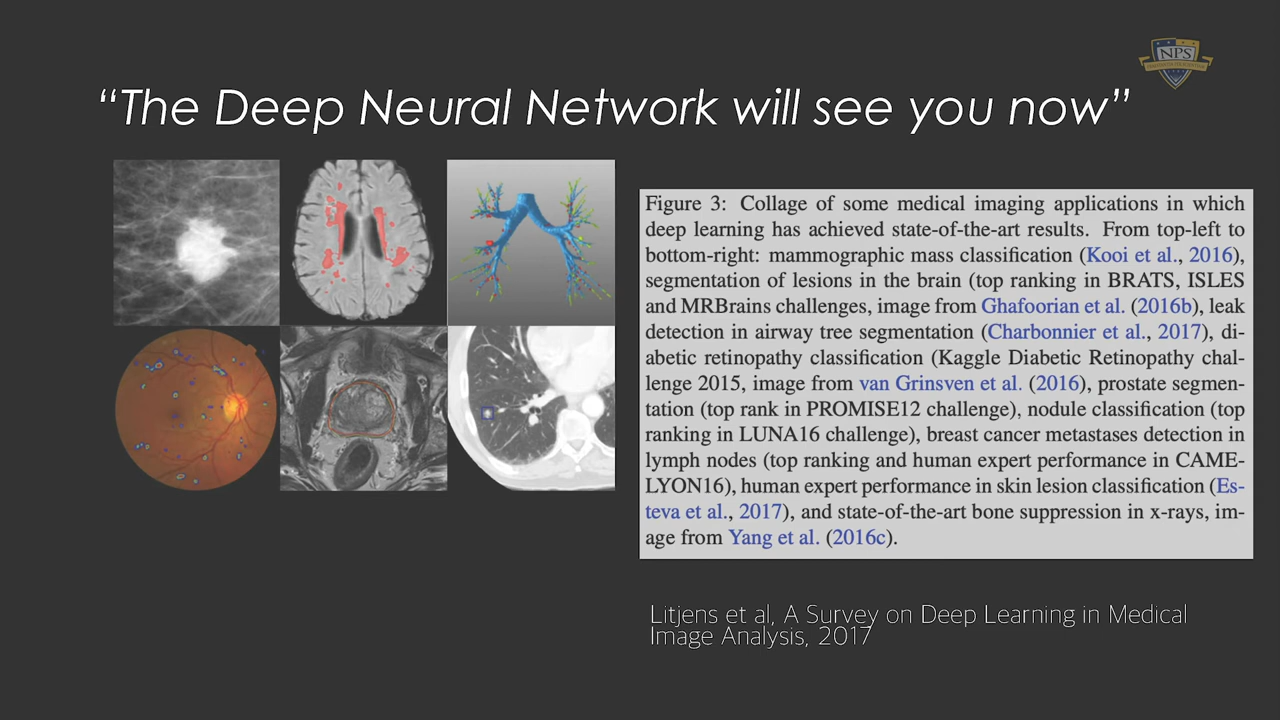 NPS
“The Deep Neural Network will see you now”
Figure 3: Collage of some medical imaging applications in which
deep learning has achieved state-of-the-art results. From top-left to
bottom-right: mammographic mass classification (Kooi et al., 2016),
segmentation of lesions in the brain (top ranking in BRATS, ISLES
and MRBrains challenges, image from Ghafoorian et al. (2016b), leak
detection in airway tree segmentation (Charbonnier et al., 2017), di-
abetic retinopathy classification (Kaggle Diabetic Retinopathy chal-
lenge 2015, image from van Grinsven et al. (2016), prostate segmen-
tation (top rank in PROMISE12 challenge), nodule classification (top
ranking in LUNA16 challenge), breast cancer metastases detection in
lymph nodes (top ranking and human expert performance in CAME-
LYON16), human expert performance in skin lesion classification (Es-
teva et al., 2017), and state-of-the-art bone suppression in x-rays, im-
age from Yang et al. (2016c).
Litjens et al, A Survey on Deep Learning in Medical
Image Analysis, 2017